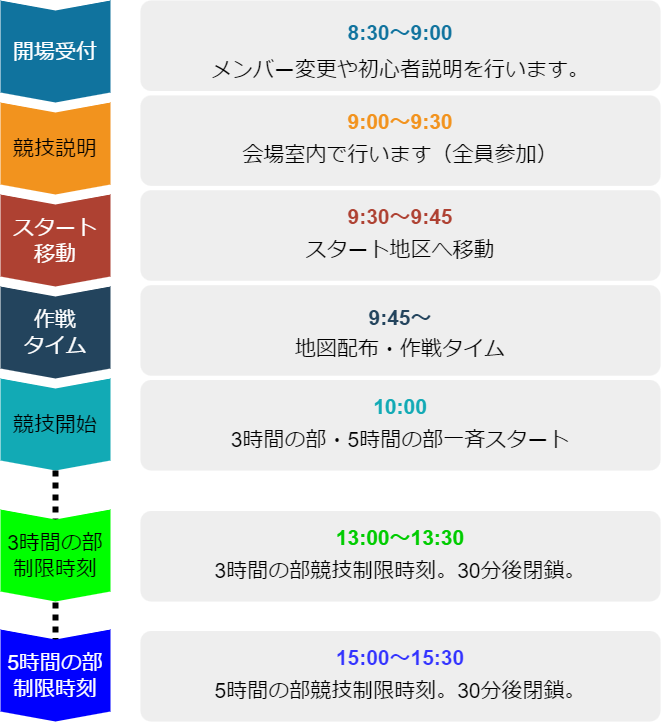 開場受付
8:30～9:00
メンバー変更や初心者説明を行います。
競技説明
9:00～9:30
会場室内で行います（全員参加）
スタート
移動
9:30～9:45
スタート地区へ移動
作戦
タイム
9:45～
地図配布・作戦タイム
競技開始
10:00
3時間の部・5時間の部一斉スタート
3時間の部
制限時刻
13:00～13:30
3時間の部競技制限時刻。30分後閉鎖。
5時間の部
制限時刻
15:00～15:30
5時間の部競技制限時刻。30分後閉鎖。